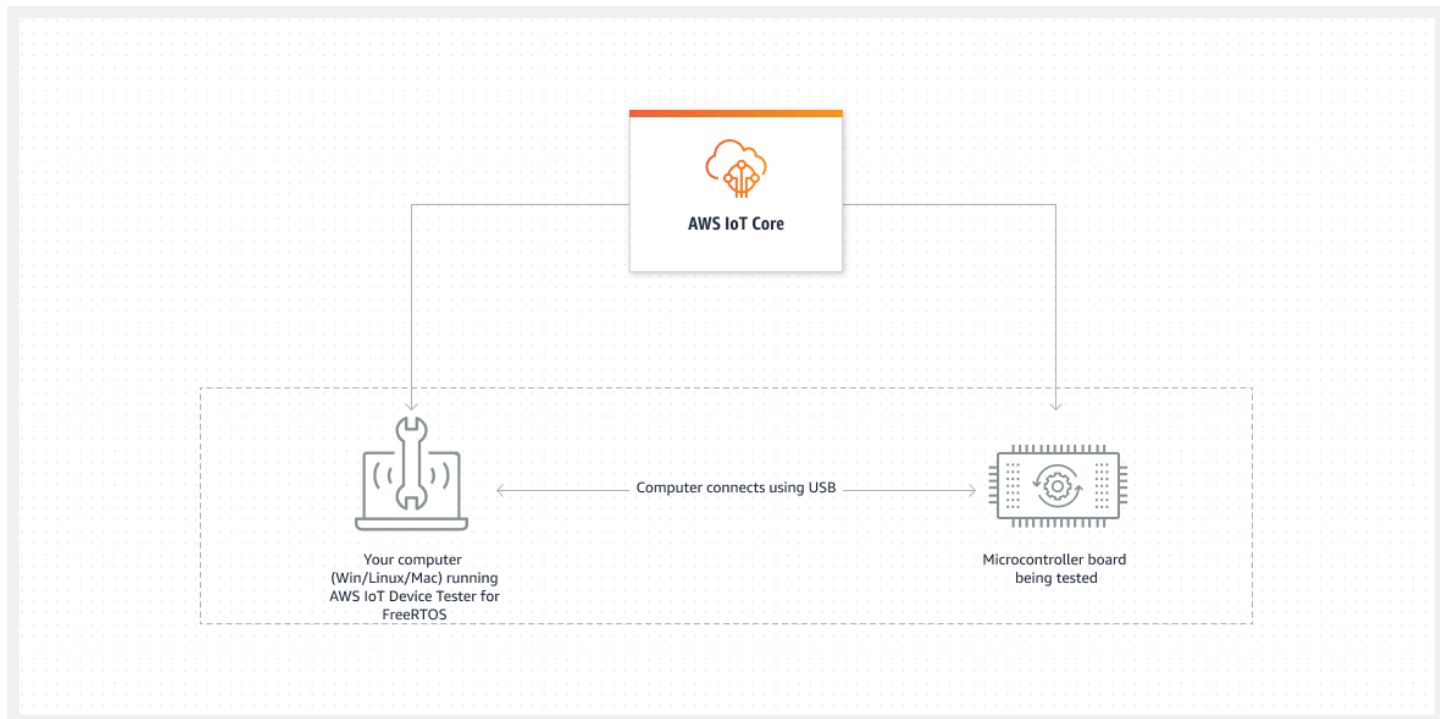 AWS IoT Core
Computer connects using USB
Your computer
(Win/Linux/Mac) running
AWS IoT Device Tester for
FreeRTOS
Microcontroller board
being tested